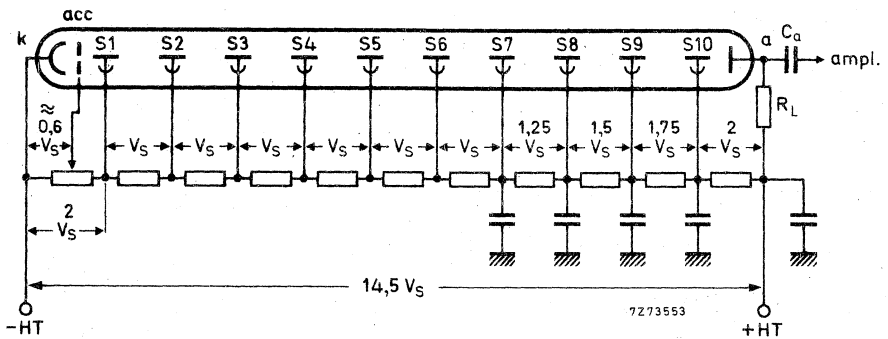 acc
k S1 S2 S3 S4 S5 S6 S7 S8 S9 S10 a Ca ampl.
RL
≈ 0,6 VS VS VS VS VS VS VS 1,25 VS 1,5 VS 1,75 VS 2 VS
2 VS
14,5 VS
7Z73553
-HT +HT